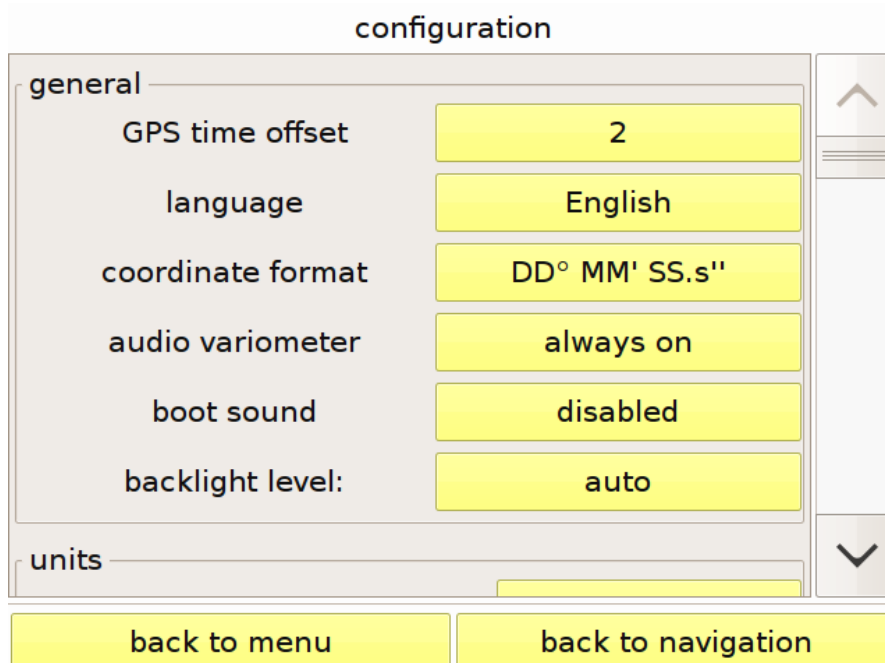 configuration
general
GPS time offset 2
language English
coordinate format DD° MM' SS.s''
audio variometer always on
boot sound disabled
backlight level: auto
units
back to menu back to navigation